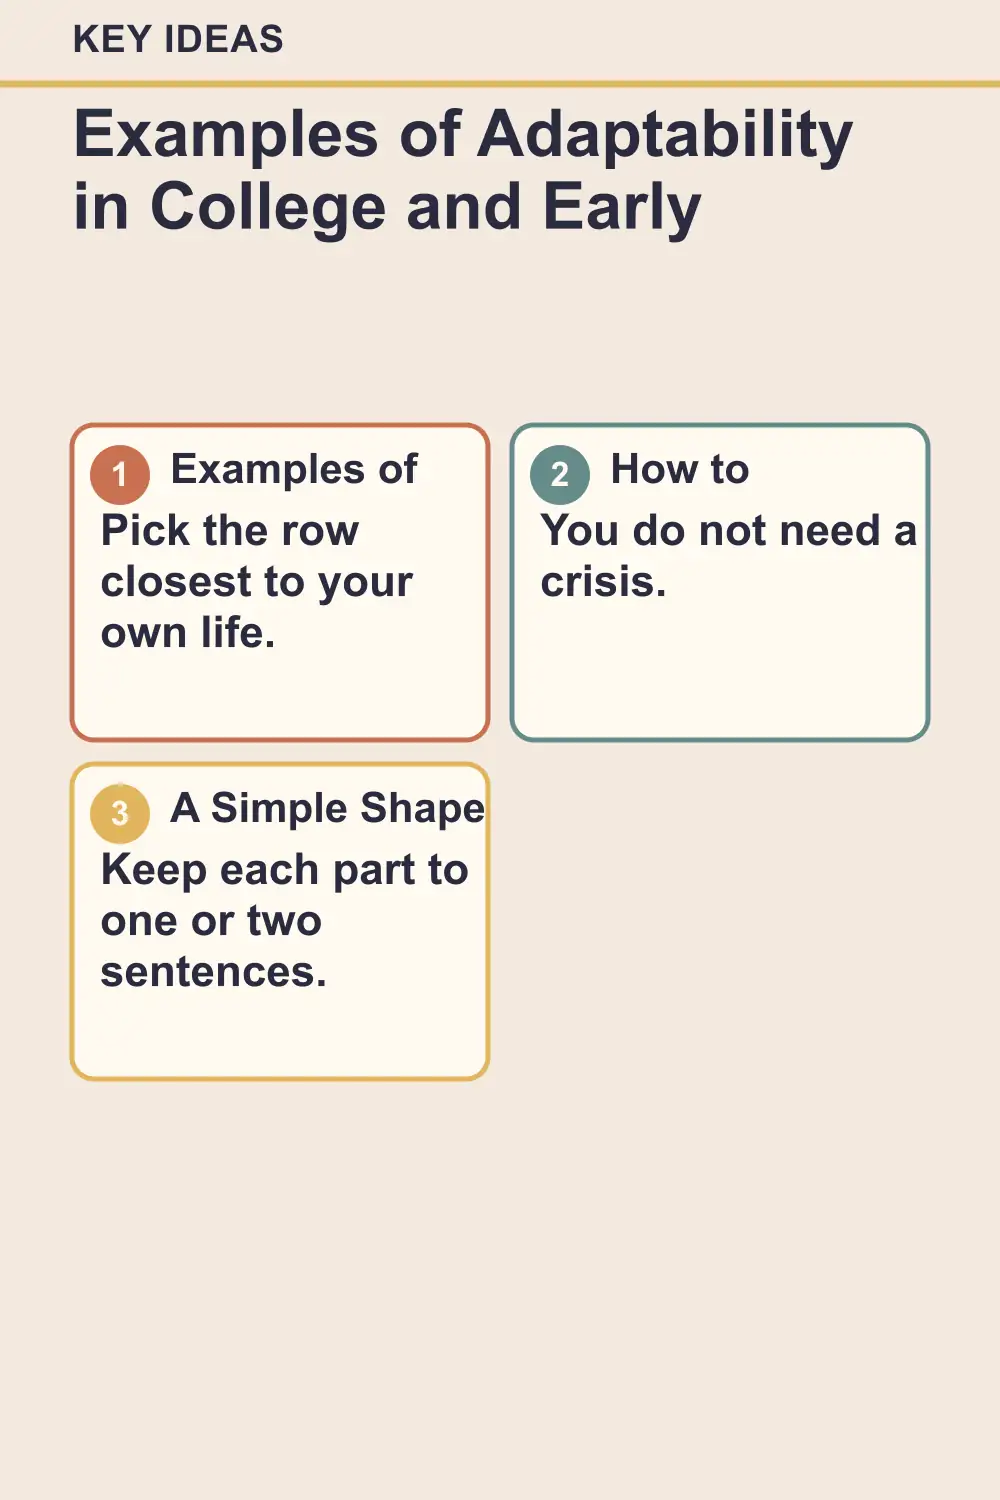 KEY IDEAS
Examples of Adaptability
in College and Early
1 Examples of
Pick the row
closest to your
own life.
2 How to
You do not need a
crisis.
3 A Simple Shape
Keep each part to
one or two
sentences.